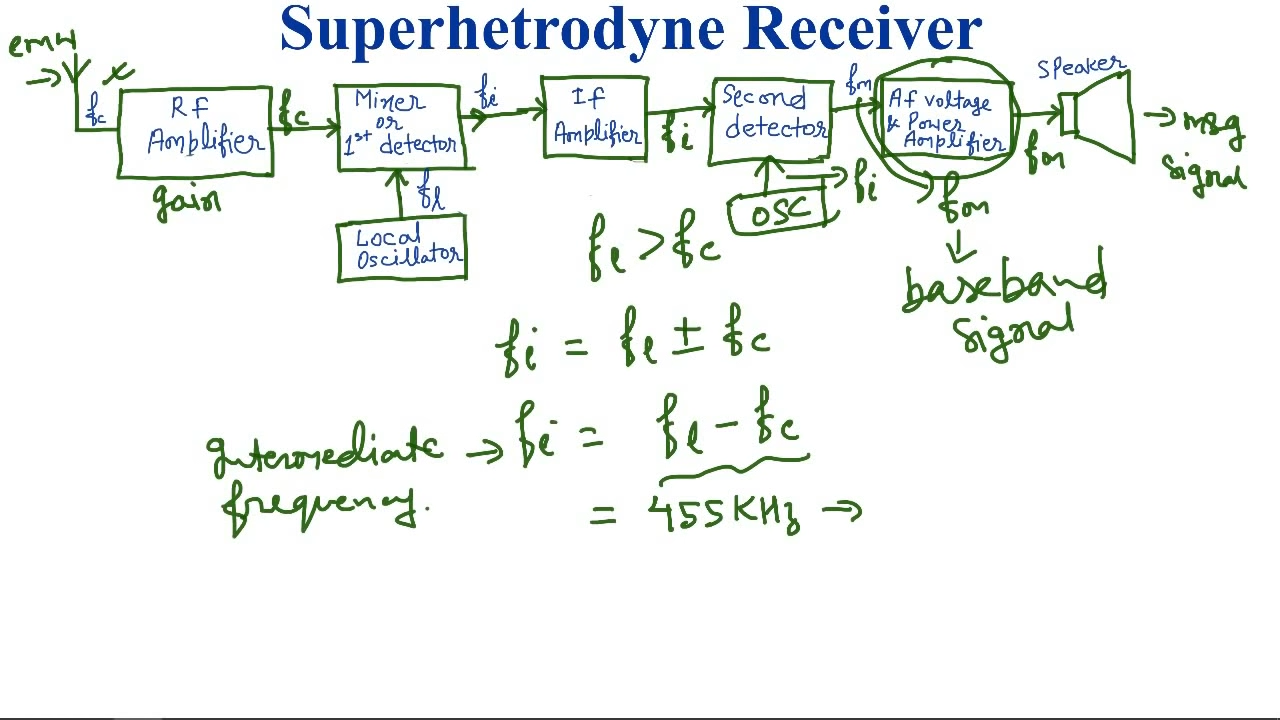 Superhetrodyne Receiver
emw
fc
RF
Amplifier
gain
fc
Mixer
or
1st detector
fl
Local
Oscillator
fi
If
Amplifier
fi
Second
detector
OSC
fi
fm
Af voltage
& Power
Amplifier
fm
baseband
signal
fm
Speaker
msg
signal
fl > fc
fi = fl ± fc
Intermediate → fi = fl - fc
frequency.
= 455 KHz →